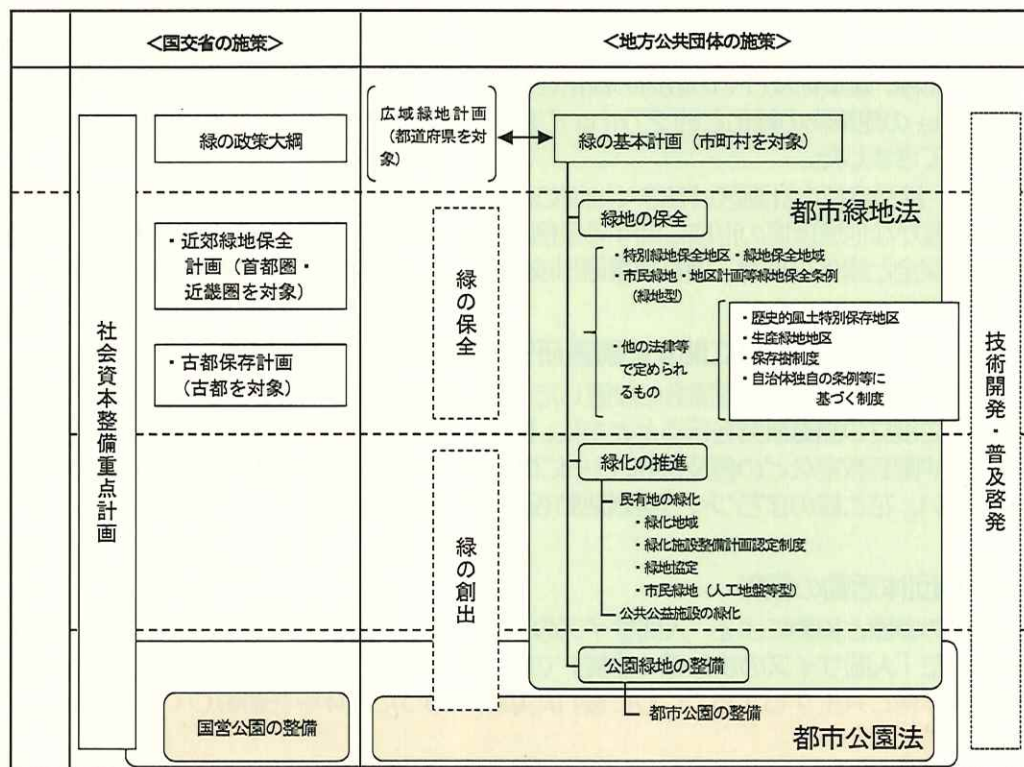 <国交省の施策>
<地方公共団体の施策>
社会資本整備重点計画
緑の政策大綱
・近郊緑地保全
計画（首都圏・
近畿圏を対象）
・古都保存計画
（古都を対象）
国営公園の整備
広域緑地計画
（都道府県を対
象）
緑の基本計画（市町村を対象）
都市緑地法
緑の保全
緑地の保全
・特別緑地保全地区・緑地保全地域
・市民緑地・地区計画等緑地保全条例
（緑地型）
・他の法律等
で定められ
るもの
・歴史的風土特別保存地区
・生産緑地地区
・保存樹制度
・自治体独自の条例等に
基づく制度
緑の創出
緑化の推進
民有地の緑化
・緑化地域
・緑化施設整備計画認定制度
・緑地協定
・市民緑地（人工地盤等型）
公共公益施設の緑化
公園緑地の整備
都市公園の整備
都市公園法
技術開発・普及啓発